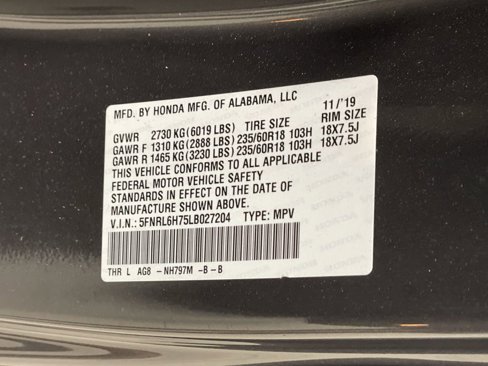 MFD. BY HONDA MFG. OF ALABAMA, LLC 11/'19
GVWR 2730 KG(6019 LBS) TIRE SIZE RIM SIZE
GAWR F 1310 KG(2888 LBS) 235/60R18 103H 18X7.5J
GAWR R 1465 KG(3230 LBS) 235/60R18 103H 18X7.5J
THIS VEHICLE CONFORMS TO ALL APPLICABLE
FEDERAL MOTOR VEHICLE SAFETY
STANDARDS IN EFFECT ON THE DATE OF
MANUFACTURE SHOWN ABOVE.
V.I.N.: 5FNRL6H75LB027204 TYPE: MPV
THR L AG8 -NH797M -B-B